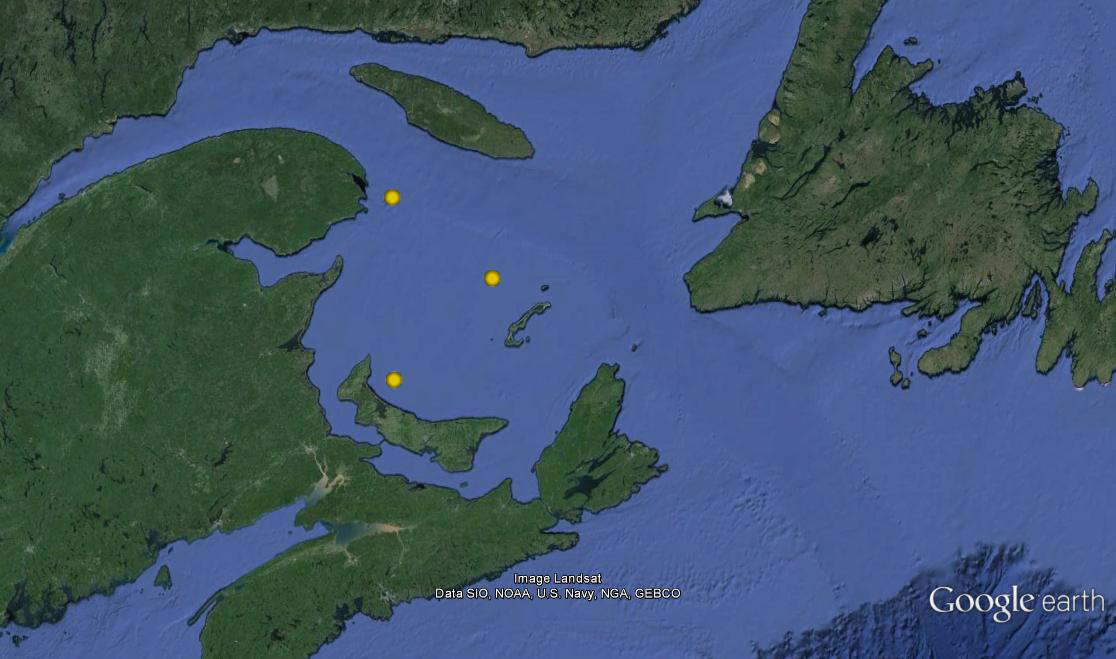 Image Landsat
Data SIO, NOAA, U.S. Navy, NGA, GEBCO
Google earth